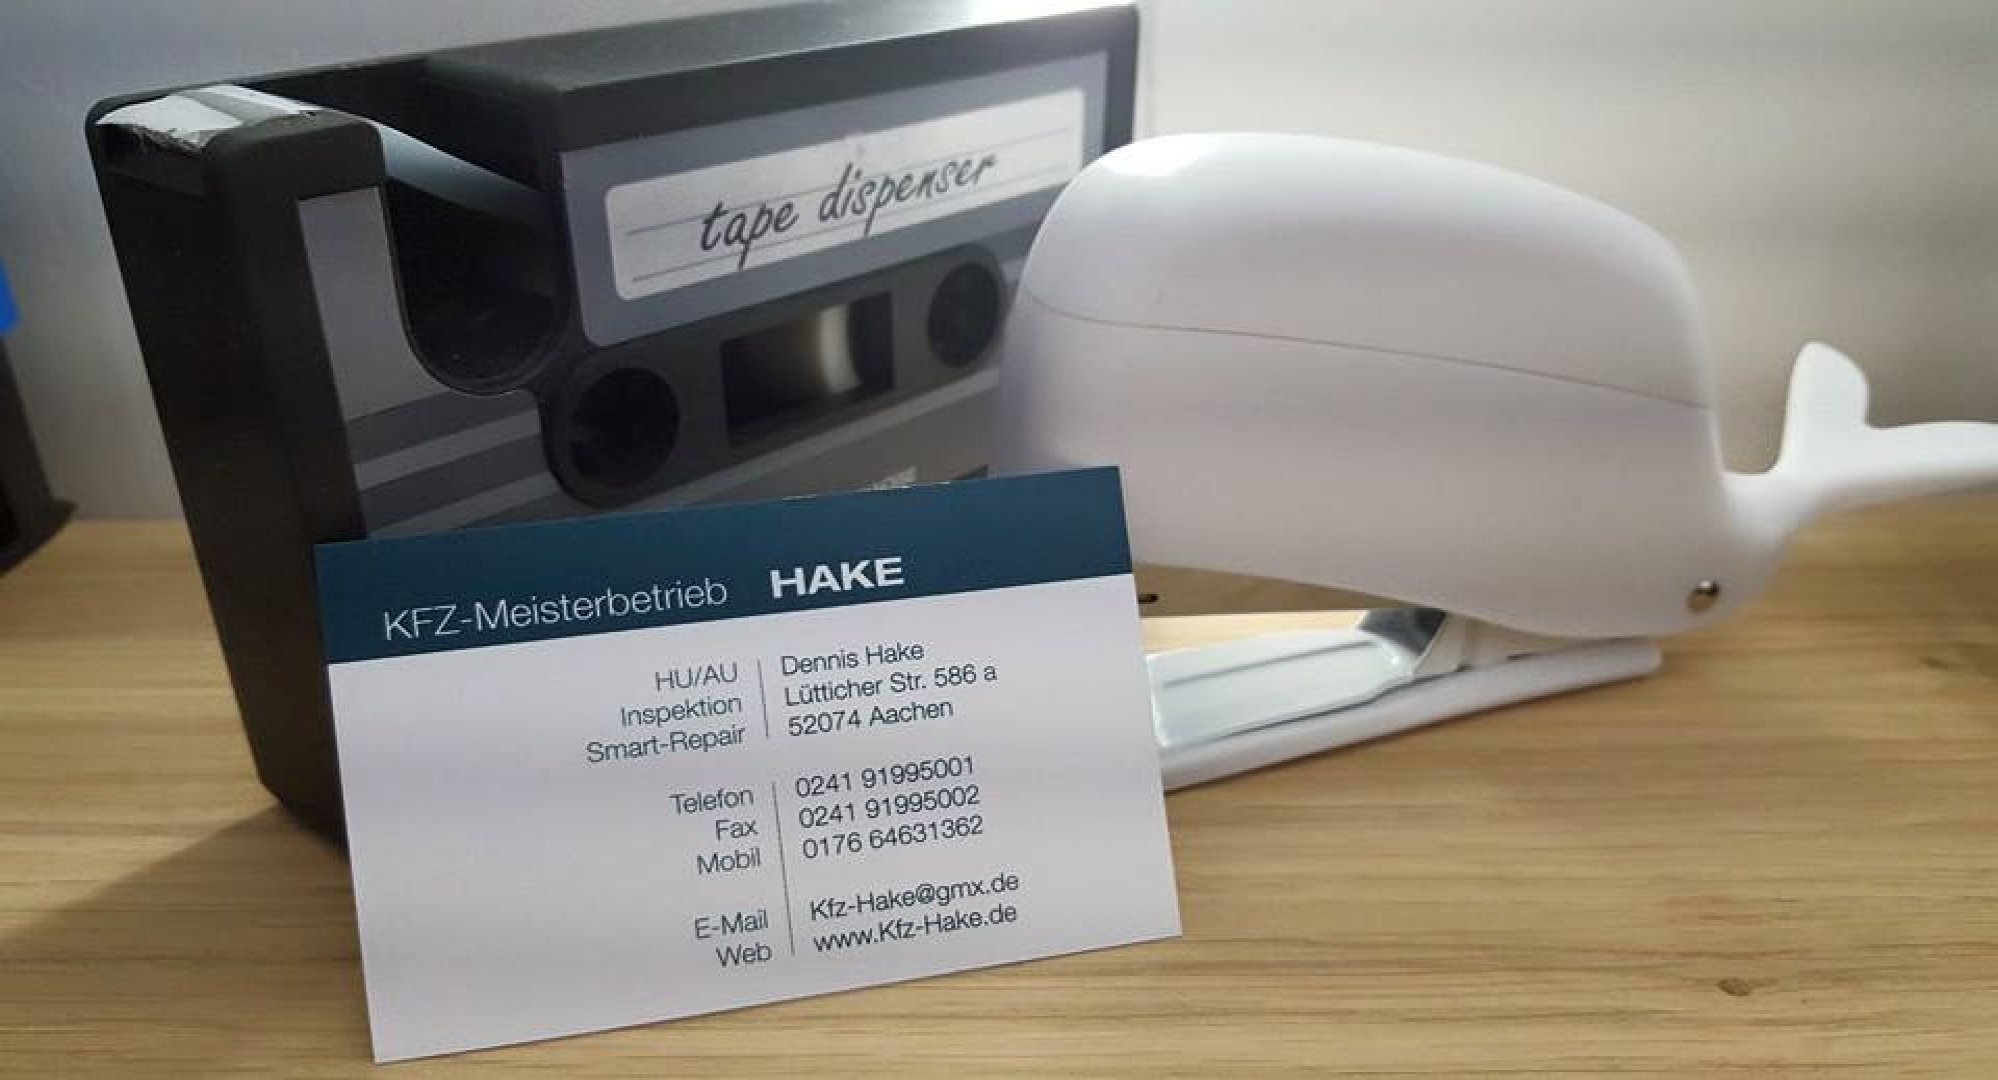 tape dispenser
KFZ-Meisterbetrieb HAKE
HU/AU
Inspektion
Smart-Repair
Dennis Hake
Lütticher Str. 586 a
52074 Aachen
Telefon 0241 91995001
Fax 0241 91995002
Mobil 0176 64631362
E-Mail Kfz-Hake@gmx.de
Web www.Kfz-Hake.de